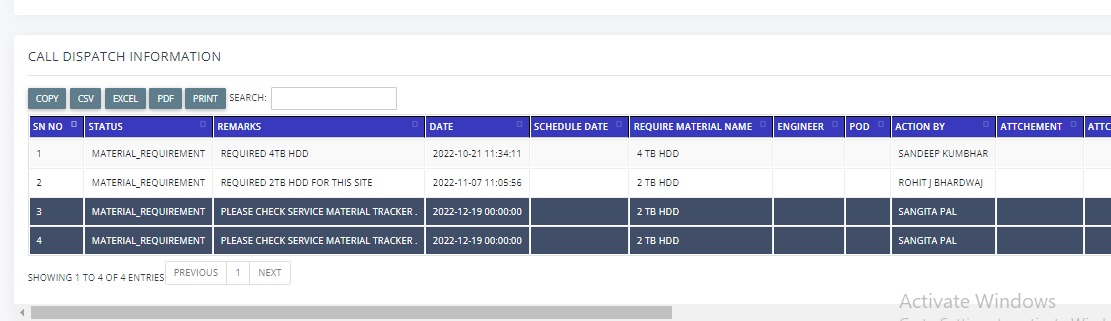 CALL DISPATCH INFORMATION
COPY CSV EXCEL PDF PRINT SEARCH:
SN NO STATUS REMARKS DATE SCHEDULE DATE REQUIRE MATERIAL NAME ENGINEER POD ACTION BY ATTCHEMENT ATTC
1 MATERIAL_REQUIREMENT REQUIRED 4TB HDD 2022-10-21 11:34:11 4 TB HDD SANDEEP KUMBHAR
2 MATERIAL_REQUIREMENT REQUIRED 2TB HDD FOR THIS SITE 2022-11-07 11:05:56 2 TB HDD ROHIT J BHARDWAJ
3 MATERIAL_REQUIREMENT PLEASE CHECK SERVICE MATERIAL TRACKER . 2022-12-19 00:00:00 2 TB HDD SANGITA PAL
4 MATERIAL_REQUIREMENT PLEASE CHECK SERVICE MATERIAL TRACKER . 2022-12-19 00:00:00 2 TB HDD SANGITA PAL
SHOWING 1 TO 4 OF 4 ENTRIES PREVIOUS 1 NEXT
Activate Windows